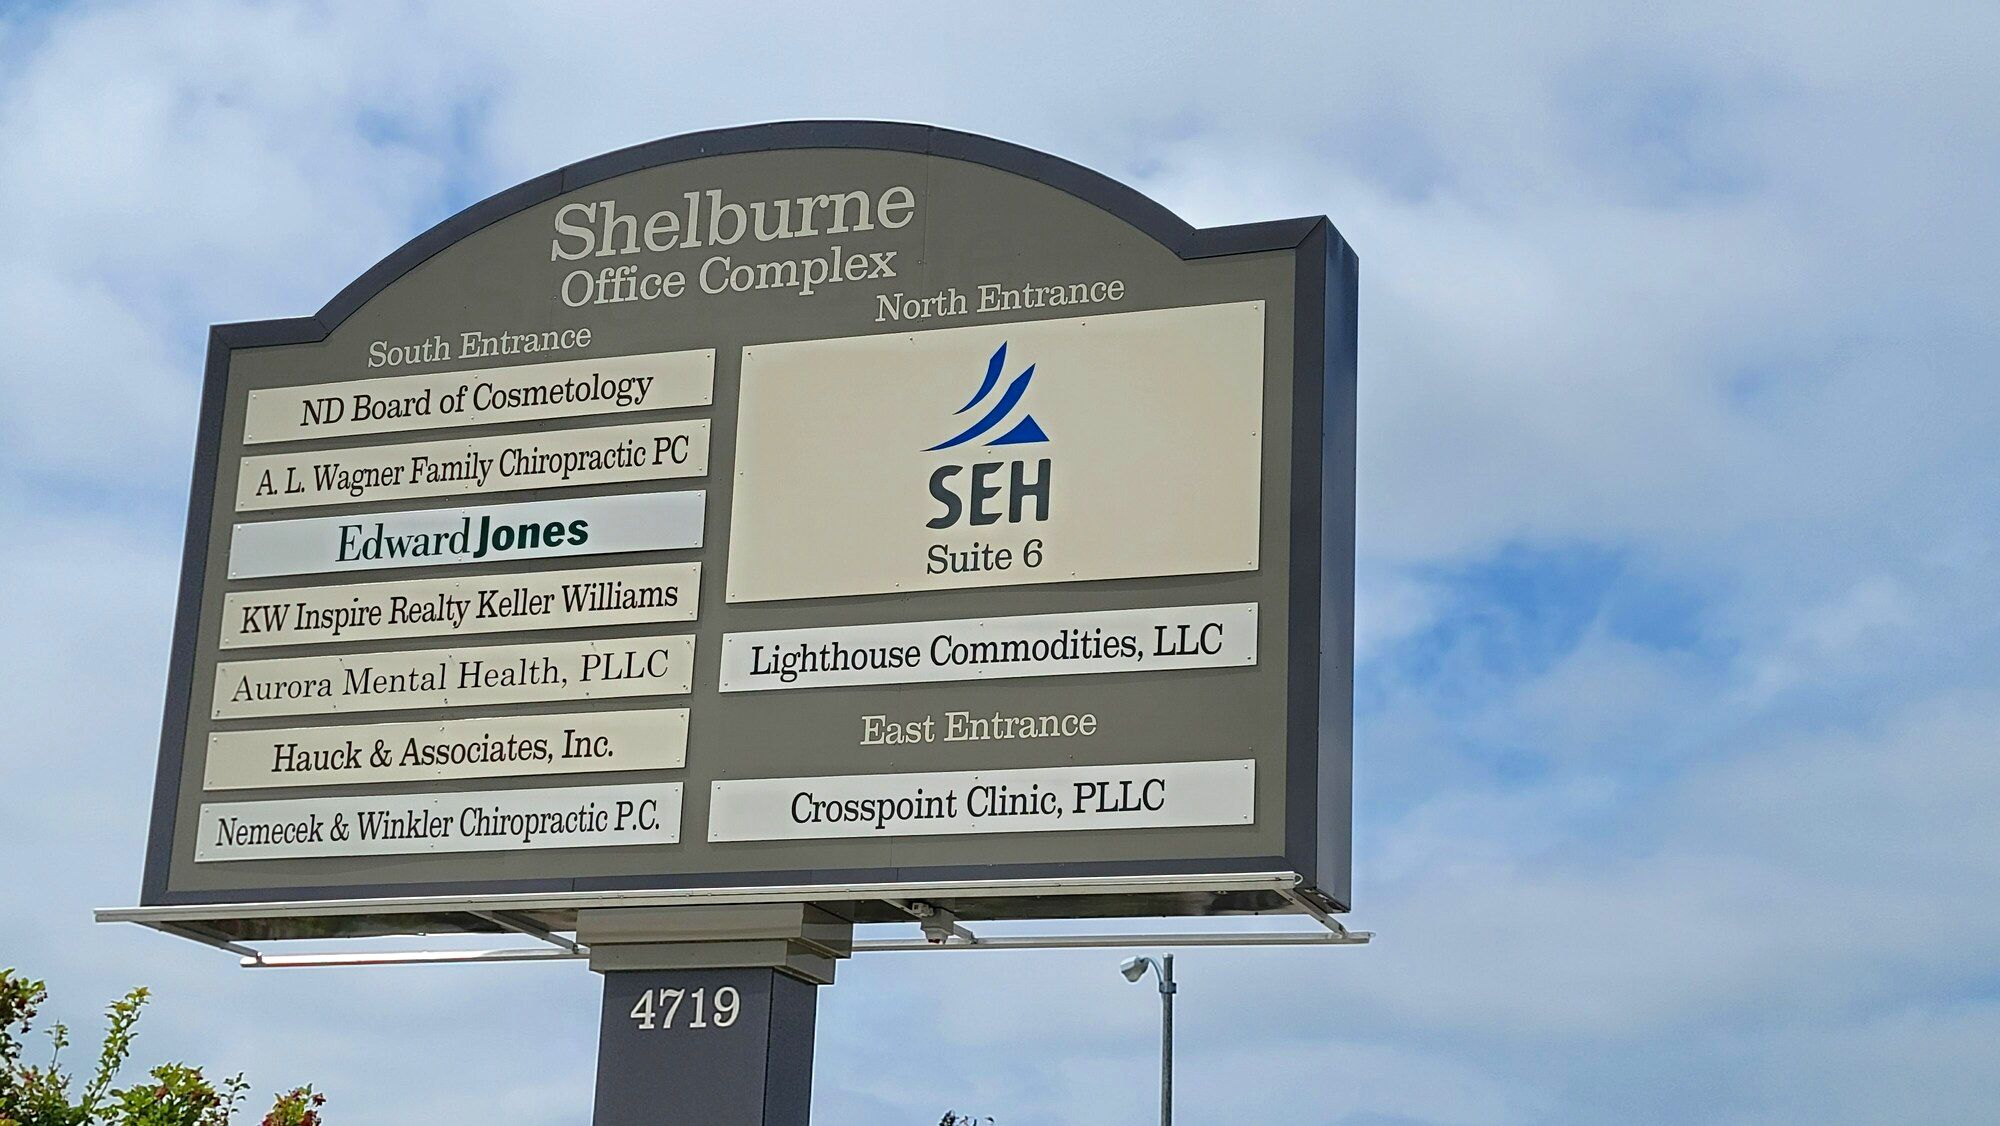 Shelburne
Office Complex
South Entrance
ND Board of Cosmetology
A. L. Wagner Family Chiropractic PC
Edward Jones
KW Inspire Realty Keller Williams
Aurora Mental Health, PLLC
Hauck & Associates, Inc.
Nemecek & Winkler Chiropractic P.C.
North Entrance
SEH
Suite 6
Lighthouse Commodities, LLC
East Entrance
Crosspoint Clinic, PLLC
4719